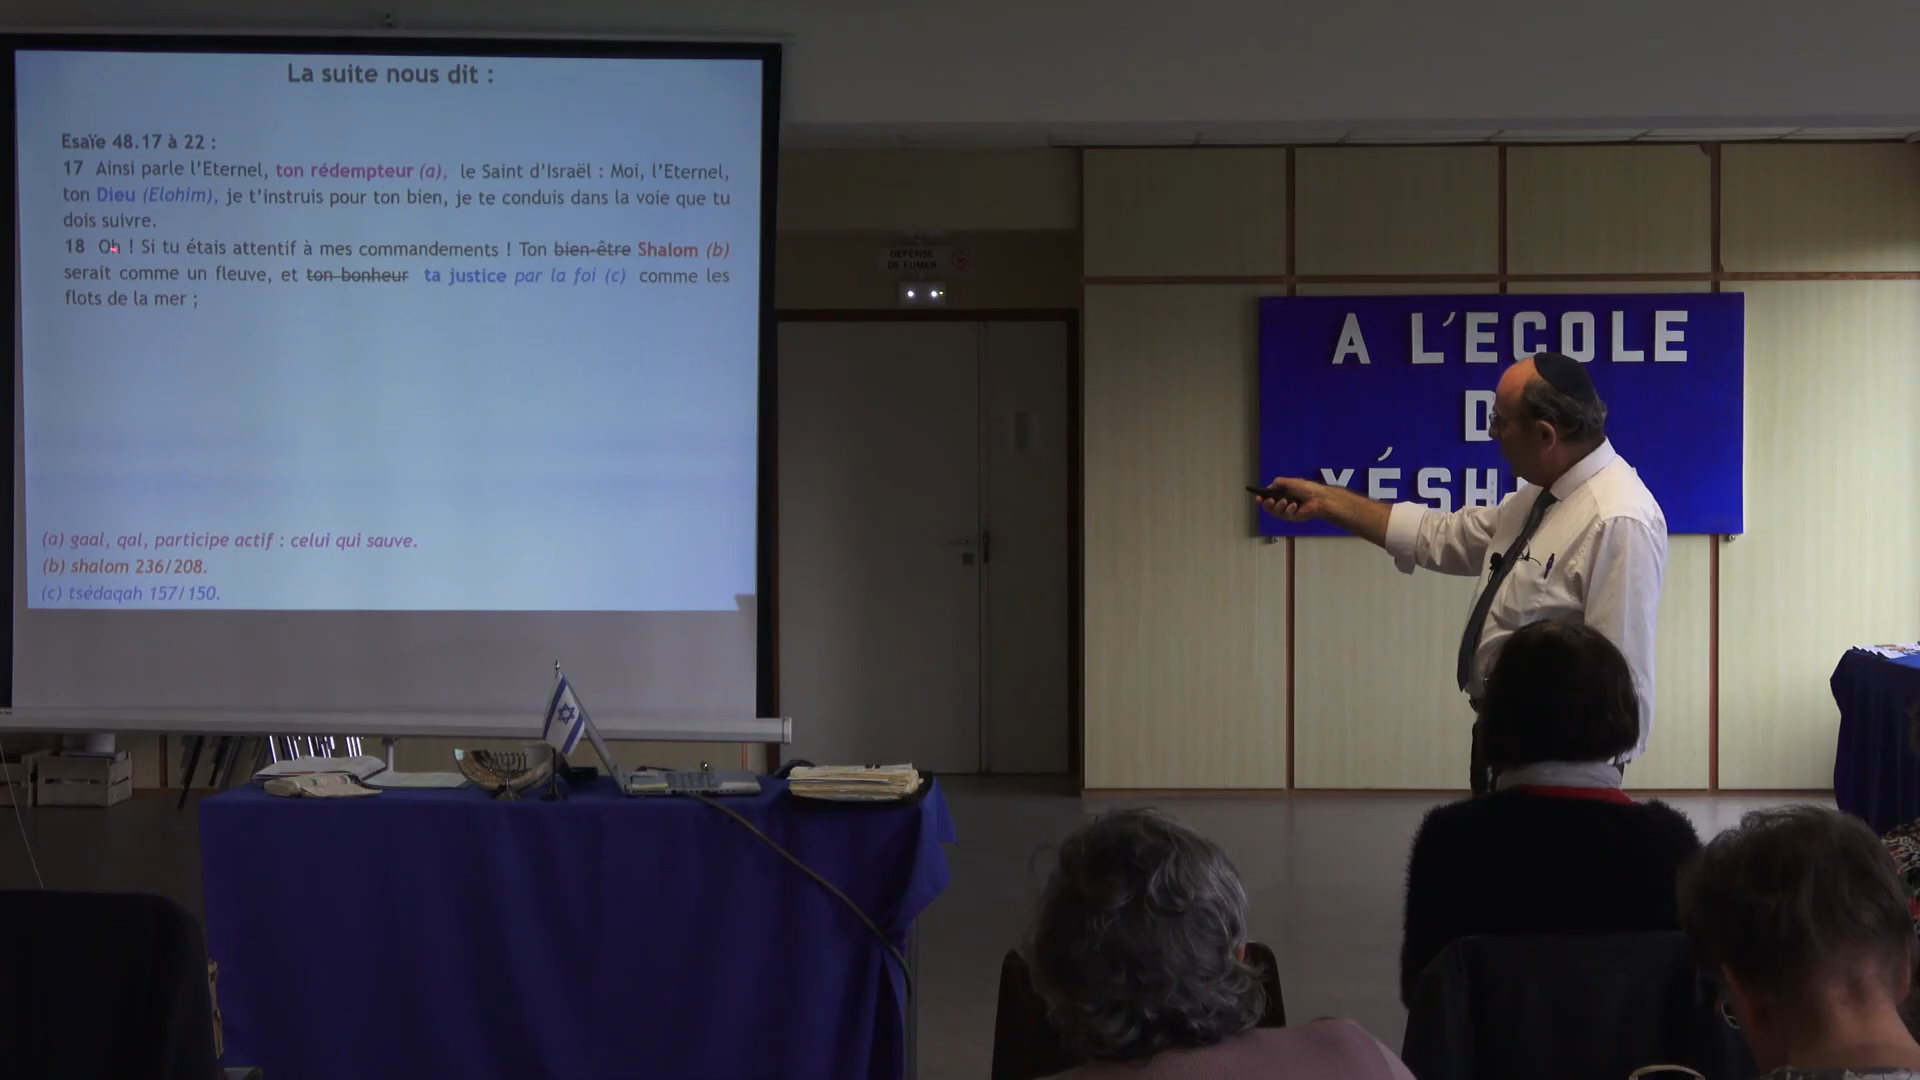 La suite nous dit :
Esaïe 48.17 à 22 :
17 Ainsi parle l'Eternel, ton rédempteur (a), le Saint d'Israël : Moi, l'Eternel,
ton Dieu (Elohim), je t'instruis pour ton bien, je te conduis dans la voie que tu
dois suivre.
18 Oh ! Si tu étais attentif à mes commandements ! Ton bien-être Shalom (b)
serait comme un fleuve, et ton bonheur ta justice par la foi (c) comme les
flots de la mer ;
(a) gaal, qal, participe actif : celui qui sauve.
(b) shalom 236/208.
(c) tsédaqah 157/150.
DEFENSE
DE FUMER
A L'ECOLE
D
YÉSH